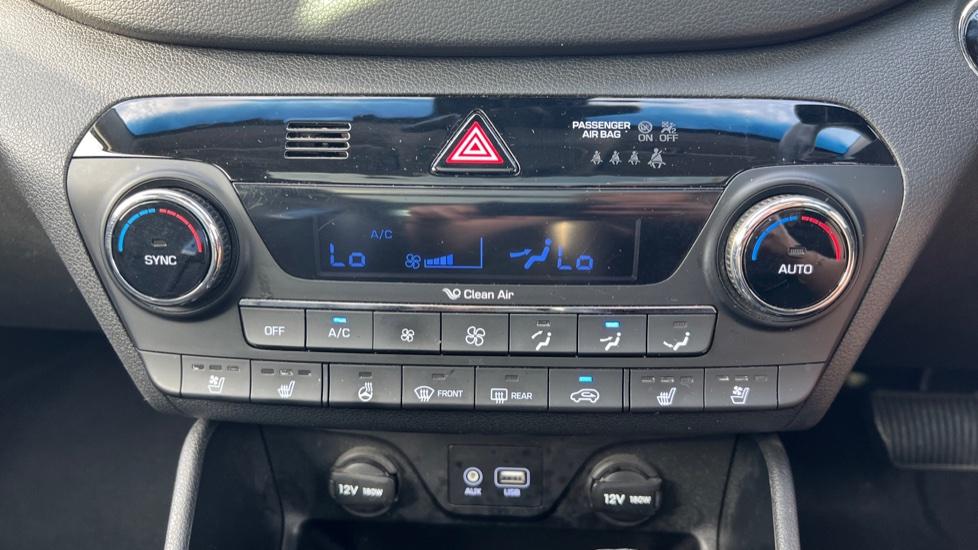 PASSENGER
AIR BAG
ON OFF
A/C
Lo
Lo
SYNC
AUTO
Clean Air
OFF
A/C
FRONT
REAR
12V 180W
AUX
USB
12V 180W